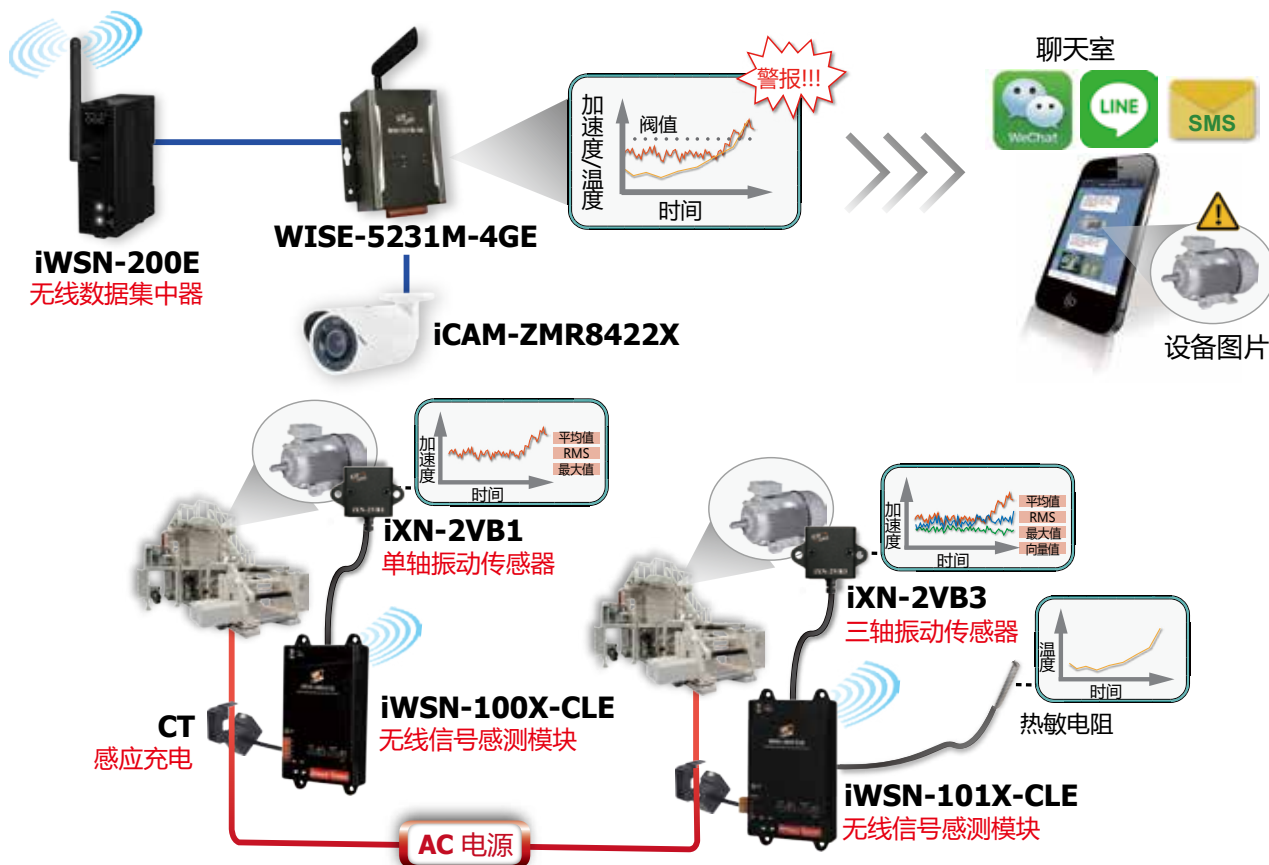 聊天室
警报!!!
加速度/温度
阀值
时间
WeChat
LINE
SMS
iWSN-200E
无线数据集中器
WISE-5231M-4GE
iCAM-ZMR8422X
设备图片
加速度
时间
平均值
RMS
最大值
iXN-2VB1
iXN-2VB1
单轴振动传感器
加速度
时间
平均值
RMS
最大值
向量值
iXN-2VB3
iXN-2VB3
三轴振动传感器
温度
时间
热敏电阻
CT
感应充电
iWSN-100X-CLE
无线信号感测模块
iWSN-101X-CLE
无线信号感测模块
AC 电源